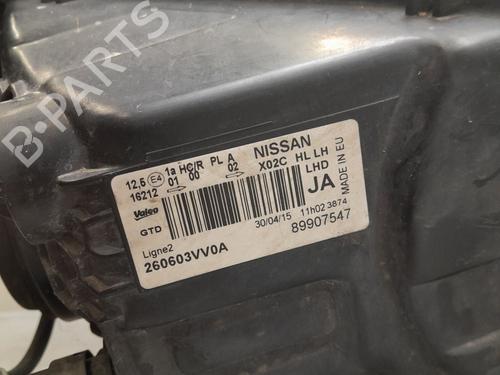 B-PARTS
12,5 E4 1a HC/R PL A NISSAN
16212 01 00 02 X02C HL LH
Valeo LHD
GTD JA
MADE IN EU
30/04/15 11h02 3874
Ligne2 89907547
260603VV0A